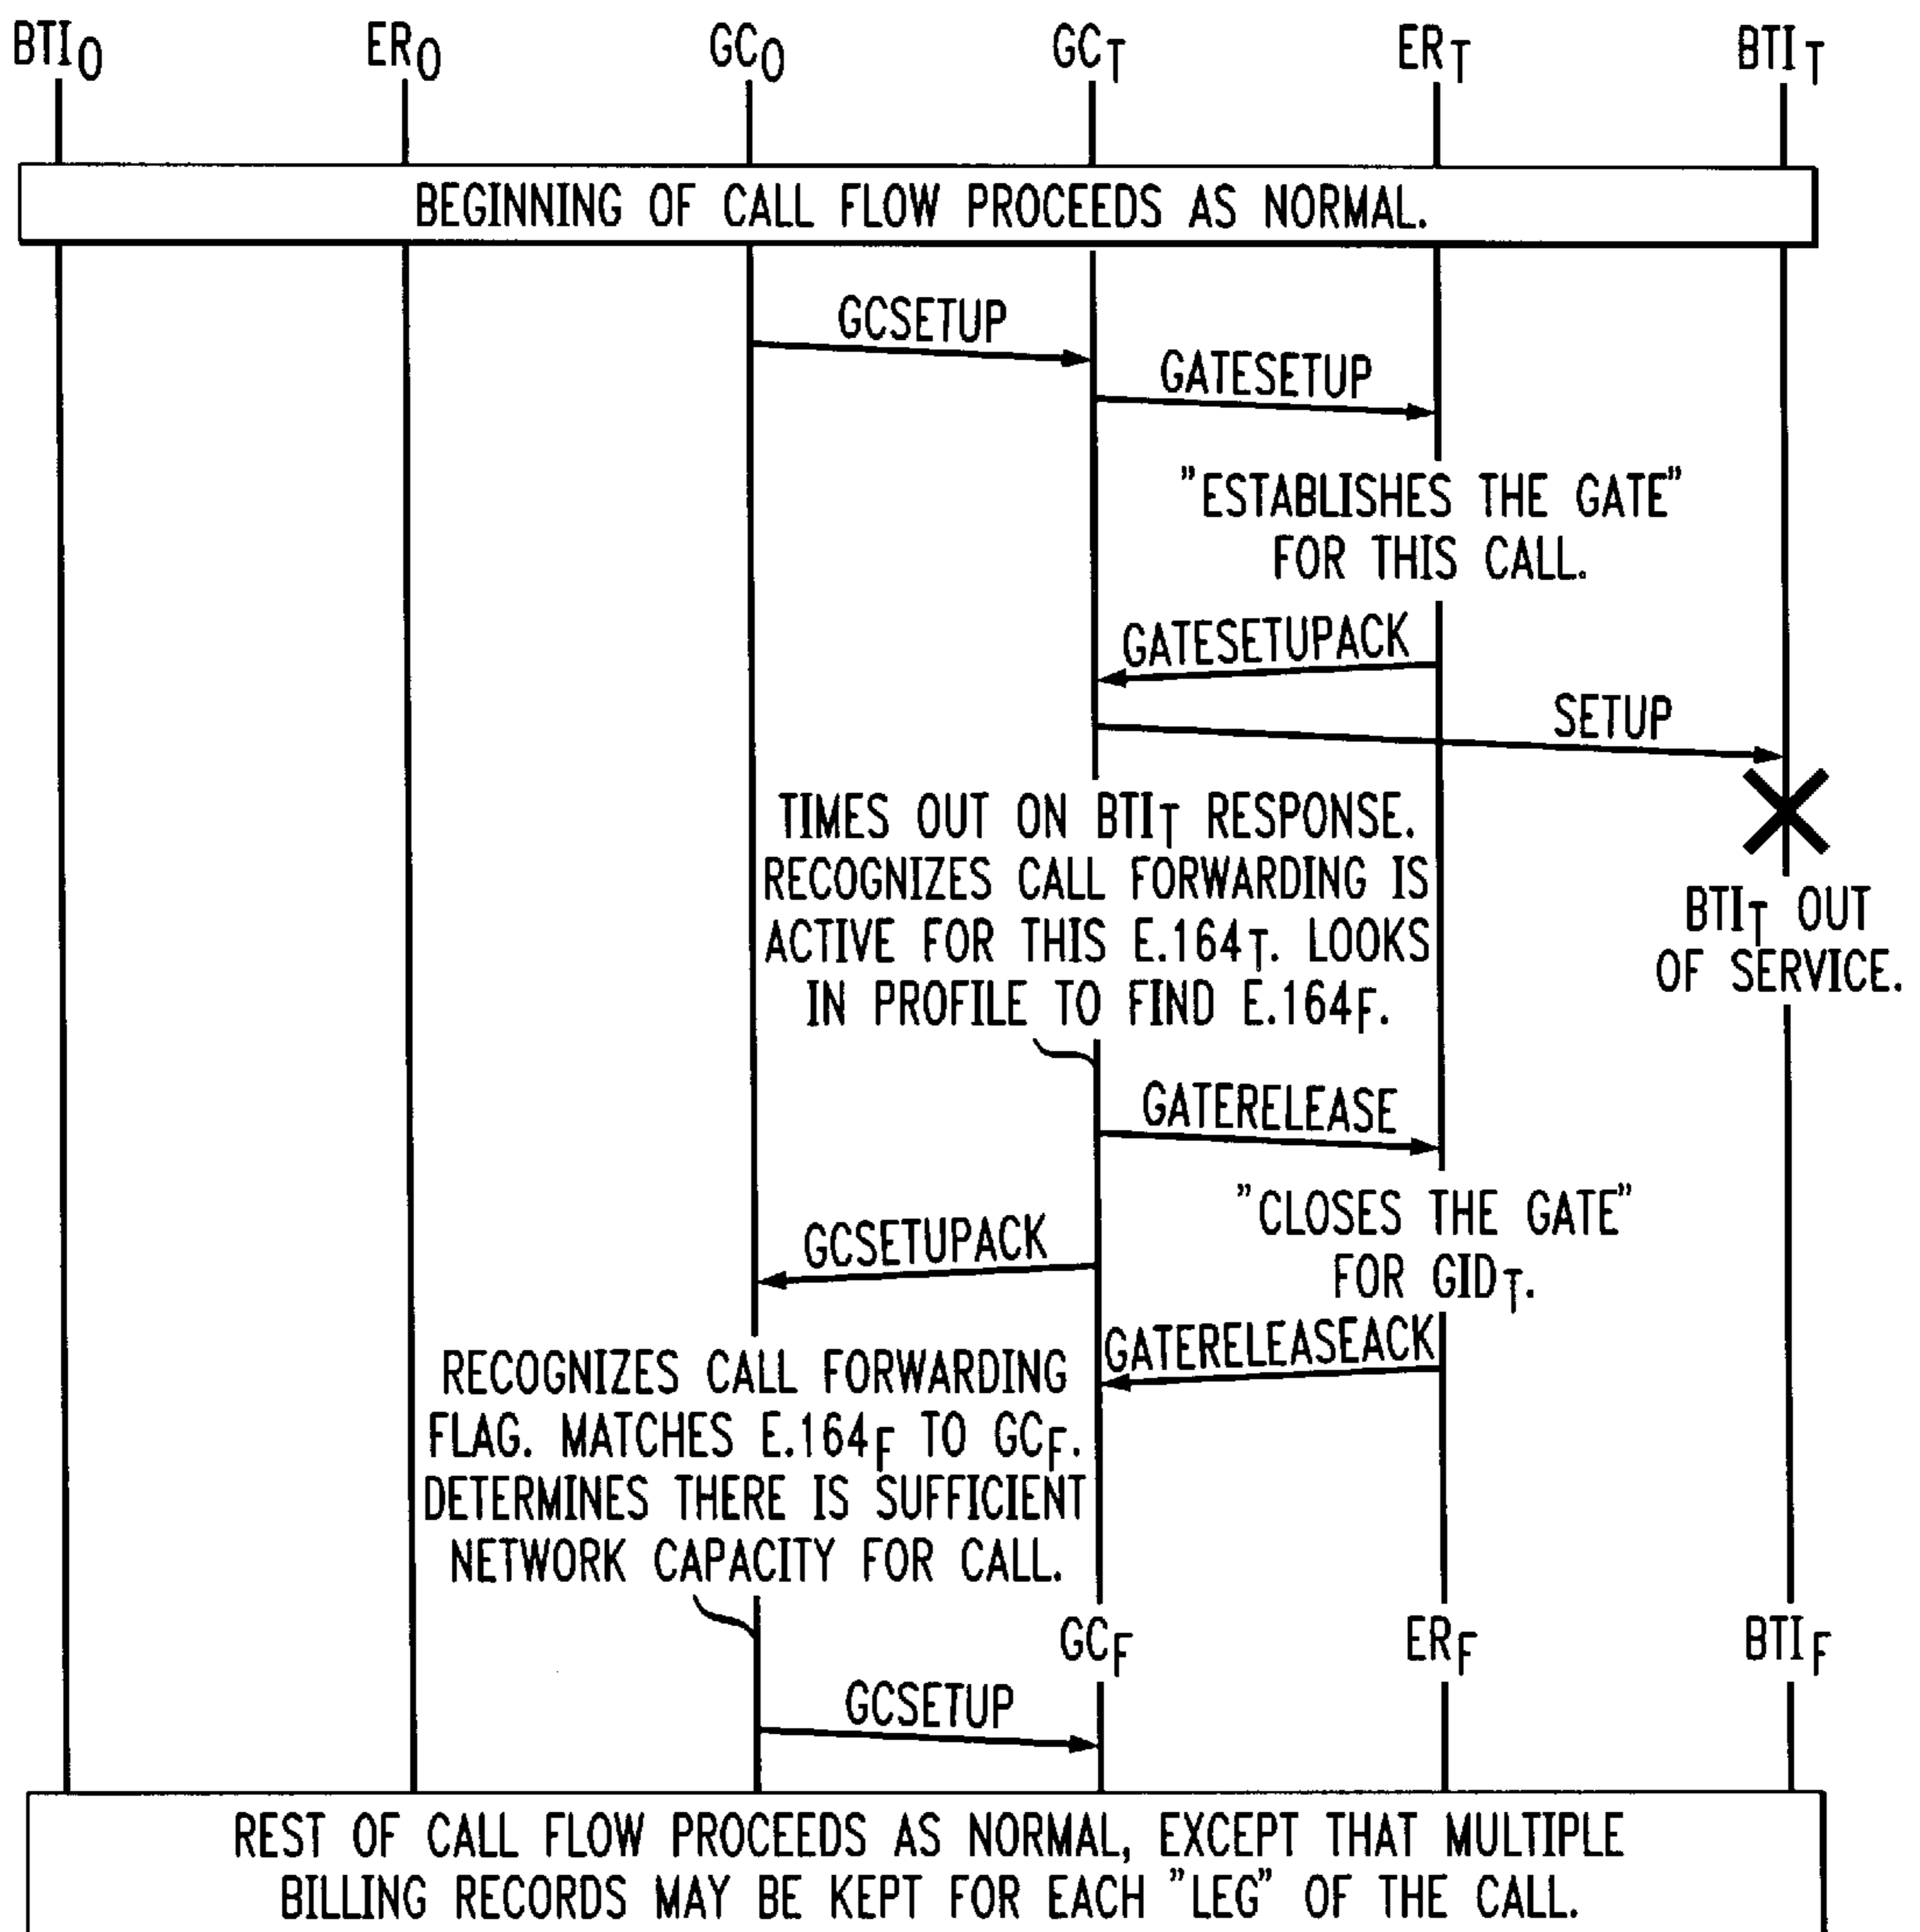 BTIO ERO GCO GCT ERT BTIT
BEGINNING OF CALL FLOW PROCEEDS AS NORMAL.
GCSETUP
GATESETUP
"ESTABLISHES THE GATE"
FOR THIS CALL.
GATESETUPACK
SETUP
TIMES OUT ON BTIT RESPONSE.
RECOGNIZES CALL FORWARDING IS
ACTIVE FOR THIS E.164T. LOOKS
IN PROFILE TO FIND E.164F.
BTIT OUT
OF SERVICE.
GATERELEASE
"CLOSES THE GATE"
FOR GIDT.
GCSETUPACK
GATERELEASEACK
RECOGNIZES CALL FORWARDING
FLAG. MATCHES E.164F TO GCF.
DETERMINES THERE IS SUFFICIENT
NETWORK CAPACITY FOR CALL.
GCF ERF BTIF
GCSETUP
REST OF CALL FLOW PROCEEDS AS NORMAL, EXCEPT THAT MULTIPLE
BILLING RECORDS MAY BE KEPT FOR EACH "LEG" OF THE CALL.